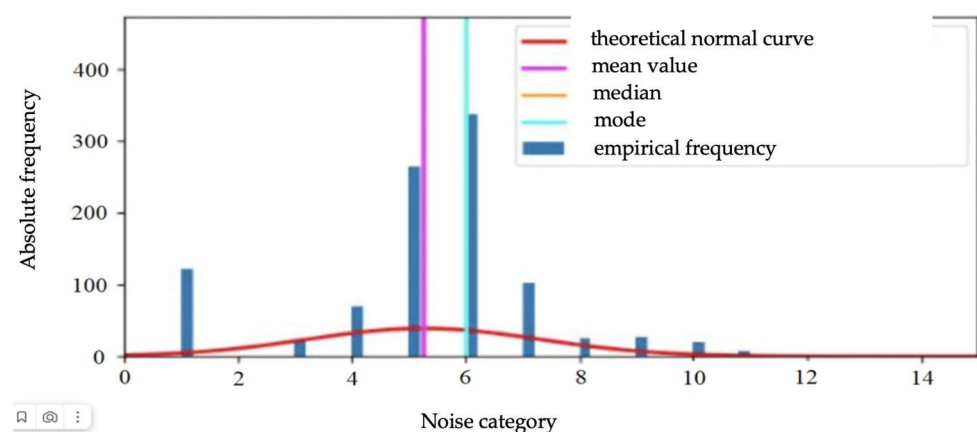 theoretical normal curve
mean value
median
mode
empirical frequency
Absolute frequency
400
300
200
100
0
0 2 4 6 8 10 12 14
Noise category